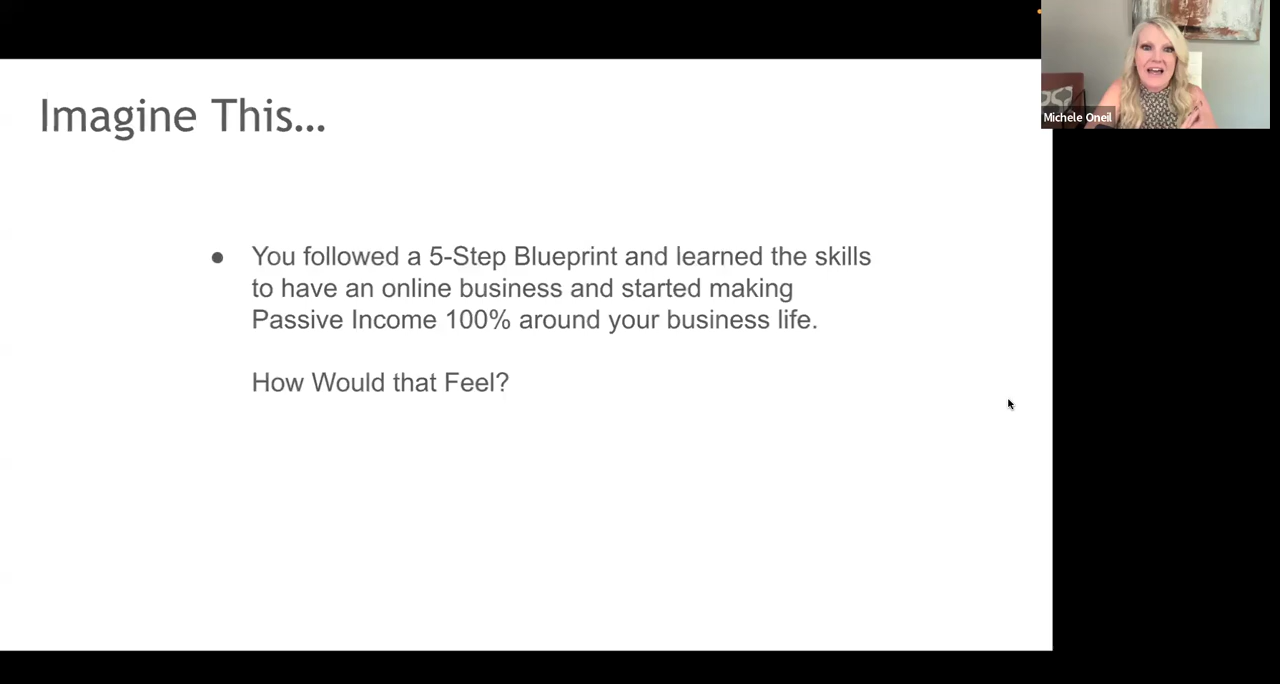 Imagine This...
● You followed a 5-Step Blueprint and learned the skills
to have an online business and started making
Passive Income 100% around your business life.
How Would that Feel?
Michele Oneil